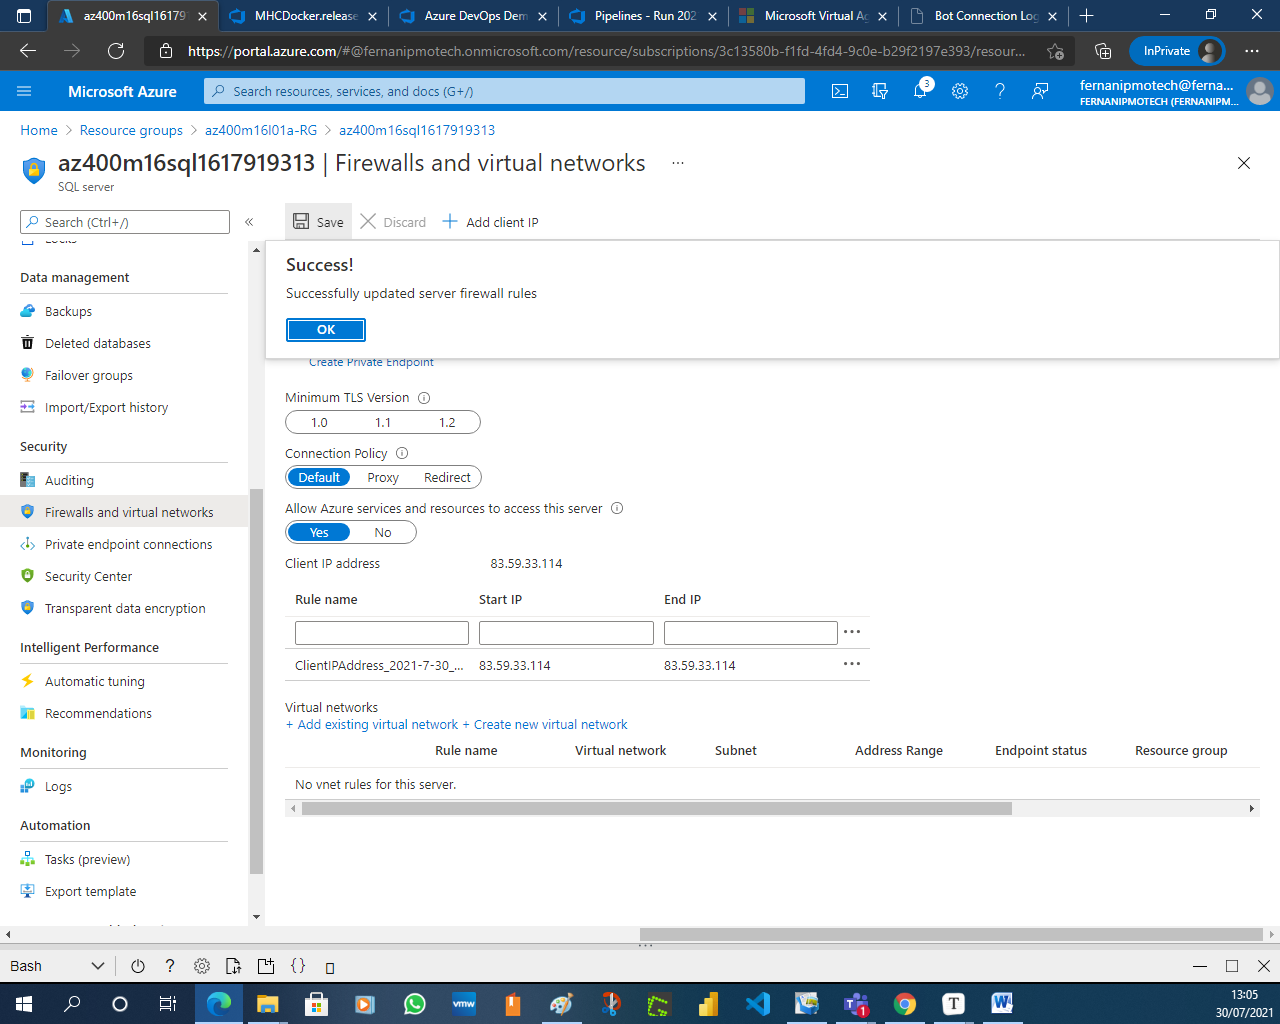 az400m16sql161791
MHCDocker.release
Azure DevOps Dem
Pipelines - Run 202
Microsoft Virtual Ag
Bot Connection Log
https://portal.azure.com/#@fernanipmotech.onmicrosoft.com/resource/subscriptions/3c13580b-f1fd-4fd4-9c0e-b29f2197e393/resour...
InPrivate
Microsoft Azure
Search resources, services, and docs (G+/)
3
fernanipmotech@ferna...
FERNANIPMOTECH (FERNANIPM...
Home > Resource groups > az400m16l01a-RG > az400m16sql1617919313
az400m16sql1617919313 | Firewalls and virtual networks ...
SQL server
Search (Ctrl+/)
«
Save
Discard
Add client IP
Locks
Success!
Successfully updated server firewall rules
OK
Create Private Endpoint
Data management
Backups
Deleted databases
Failover groups
Import/Export history
Security
Auditing
Firewalls and virtual networks
Private endpoint connections
Security Center
Transparent data encryption
Intelligent Performance
Automatic tuning
Recommendations
Monitoring
Logs
Automation
Tasks (preview)
Export template
Minimum TLS Version
1.0 1.1 1.2
Connection Policy
Default Proxy Redirect
Allow Azure services and resources to access this server
Yes No
Client IP address 83.59.33.114
Rule name Start IP End IP
ClientIPAddress_2021-7-30_... 83.59.33.114 83.59.33.114
Virtual networks
+ Add existing virtual network + Create new virtual network
Rule name Virtual network Subnet Address Range Endpoint status Resource group
No vnet rules for this server.
Bash
?
{}
vmw
1
T
13:05
30/07/2021